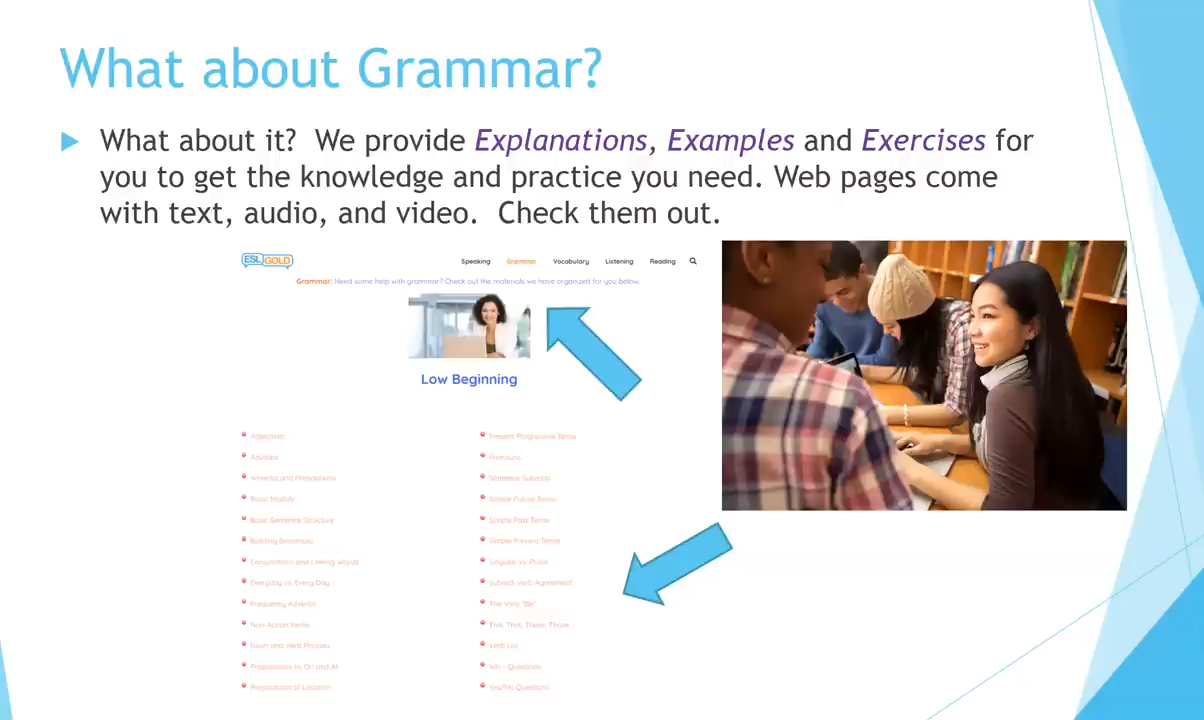 What about Grammar?
What about it? We provide Explanations, Examples and Exercises for
you to get the knowledge and practice you need. Web pages come
with text, audio, and video. Check them out.
ESL GOLD
Speaking Grammar Vocabulary Listening Reading
Grammar: Need some help with grammar? Check out the materials we have organized for you below.
Low Beginning
Adjectives
Adverbs
Adverbs and Prepositions
Basic Modals
Basic Sentence Structure
Building Sentences
Conjunctions and Linking Words
Everyday vs. Every Day
Frequency Adverbs
Non-Action Verbs
Noun and Verb Phrases
Prepositions In, On and At
Prepositions of Location
Present Progressive Tense
Pronouns
Sentence Subjects
Simple Future Tense
Simple Past Tense
Simple Present Tense
Singular vs. Plural
Subject-Verb Agreement
The Verb "Be"
This, That, These, Those
Verb List
Wh – Questions
Yes/No Questions